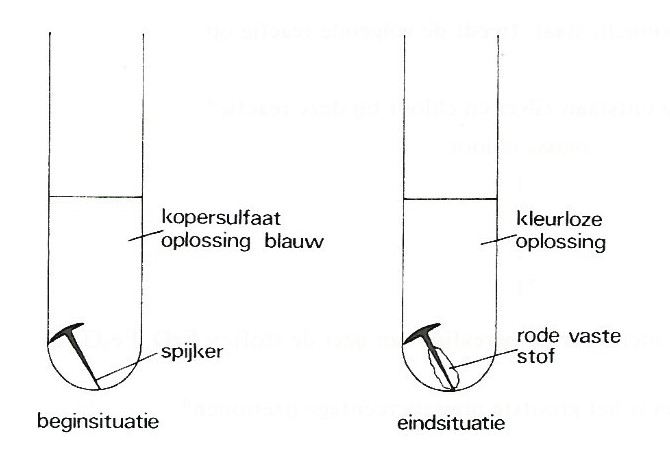 kopersulfaat
oplossing blauw
spijker
beginsituatie
kleurloze
oplossing
rode vaste
stof
eindsituatie